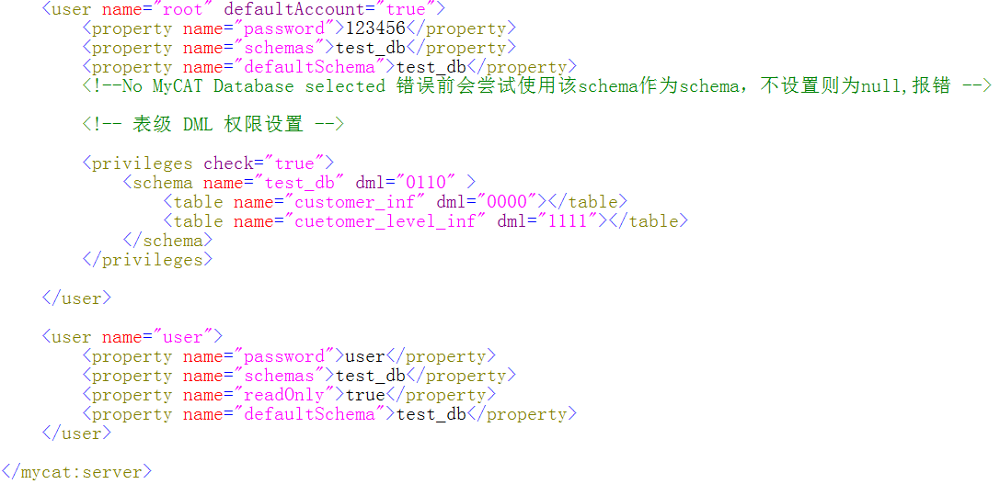 <user name="root" defaultAccount="true">
<property name="password">123456</property>
<property name="schemas">test_db</property>
<property name="defaultSchema">test_db</property>
<!--No MyCAT Database selected 错误前会尝试使用该schema作为schema，不设置则为null,报错 -->
<!-- 表级 DML 权限设置 -->
<privileges check="true">
<schema name="test_db" dml="0110" >
<table name="customer_inf" dml="0000"></table>
<table name="cuetomer_level_inf" dml="1111"></table>
</schema>
</privileges>
</user>
<user name="user">
<property name="password">user</property>
<property name="schemas">test_db</property>
<property name="readOnly">true</property>
<property name="defaultSchema">test_db</property>
</user>
</mycat:server>